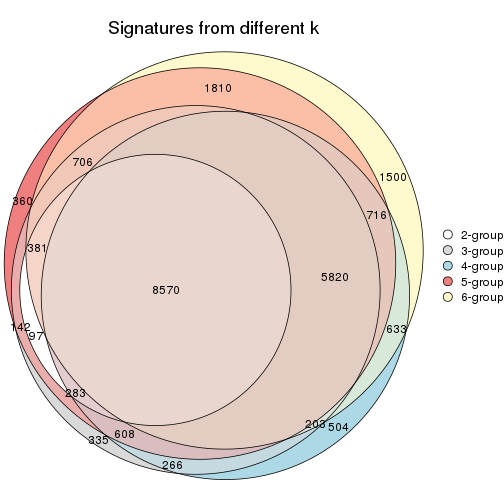 Signatures from different k
1810
706
1500
716
360
381
2-group
3-group
4-group
5-group
6-group
5820
8570
142
97
633
283
203
504
608
335
266